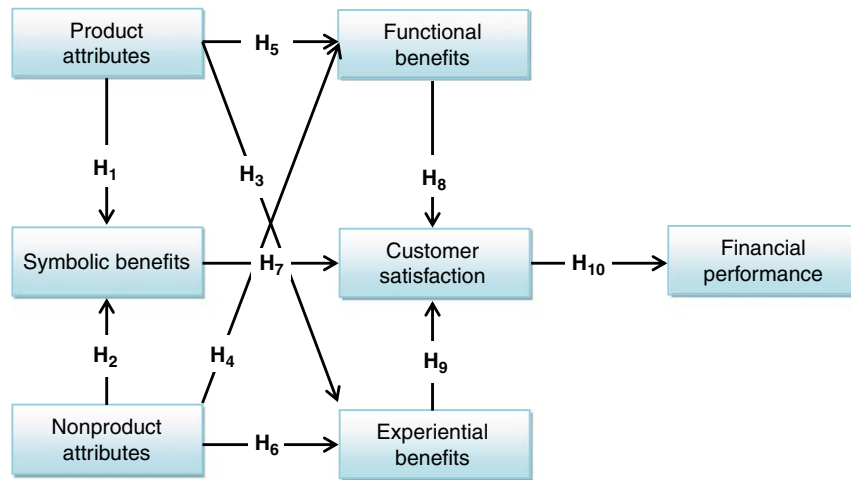 Product
attributes
H₅
Functional
benefits
H₁
H₃
H₈
Symbolic benefits
H₇
Customer
satisfaction
H₁₀
Financial
performance
H₂
H₄
H₉
Nonproduct
attributes
H₆
Experiential
benefits